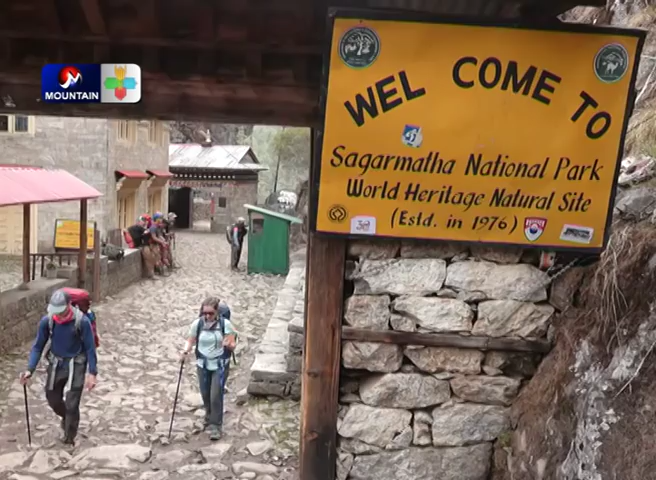 MOUNTAIN
WEL COME TO
Sagarmatha National Park
World Heritage Natural Site
(Estd. in 1976)